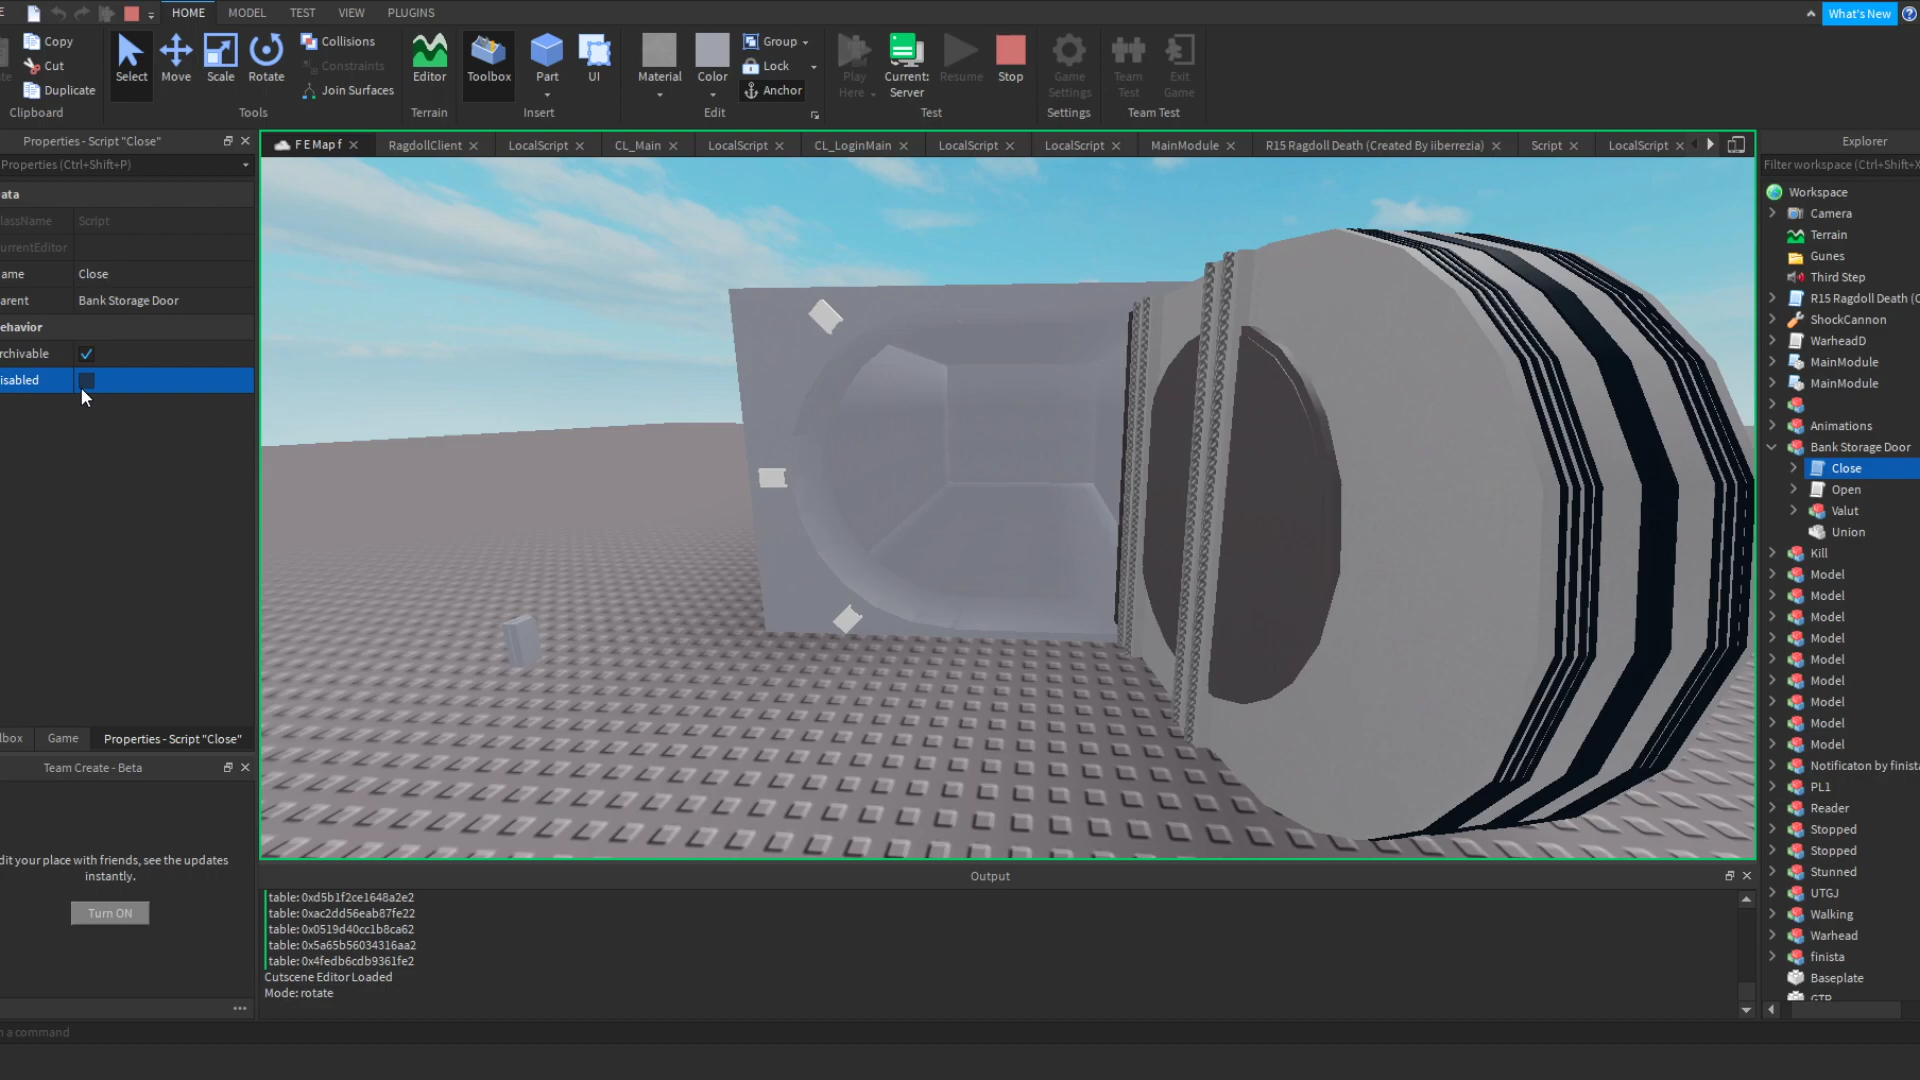 HOME MODEL TEST VIEW PLUGINS
What's New
Copy
Cut
Duplicate
Clipboard
Select Move Scale Rotate
Collisions
Constraints
Join Surfaces
Tools
Editor
Terrain
Toolbox Part UI
Insert
Material Color
Group
Lock
Anchor
Edit
Play Here
Current: Server
Resume
Stop
Test
Game Settings
Settings
Team Test
Exit Game
Team Test
Properties - Script "Close"
Properties (Ctrl+Shift+P)
ata
lassName Script
urrentEditor
ame Close
arent Bank Storage Door
ehavior
rchivable
isabled
lbox Game Properties - Script "Close"
Team Create - Beta
dit your place with friends, see the updates
instantly.
Turn ON
n a command
F E Map f RagdollClient LocalScript CL_Main LocalScript CL_LoginMain LocalScript LocalScript MainModule R15 Ragdoll Death (Created By iiberrezia) Script LocalScript
Output
table: 0xd5b1f2ce1648a2e2
table: 0xac2dd56eab87fe22
table: 0x0519d40cc1b8ca62
table: 0x5a65b56034316aa2
table: 0x4fedb6cdb9361fe2
Cutscene Editor Loaded
Mode: rotate
Explorer
Filter workspace (Ctrl+Shift+X
Workspace
Camera
Terrain
Gunes
Third Step
R15 Ragdoll Death (C
ShockCannon
WarheadD
MainModule
MainModule
Animations
Bank Storage Door
Close
Open
Valut
Union
Kill
Model
Model
Model
Model
Model
Model
Model
Model
Model
Notificaton by finista
PL1
Reader
Stopped
Stopped
Stunned
UTGJ
Walking
Warhead
finista
Baseplate